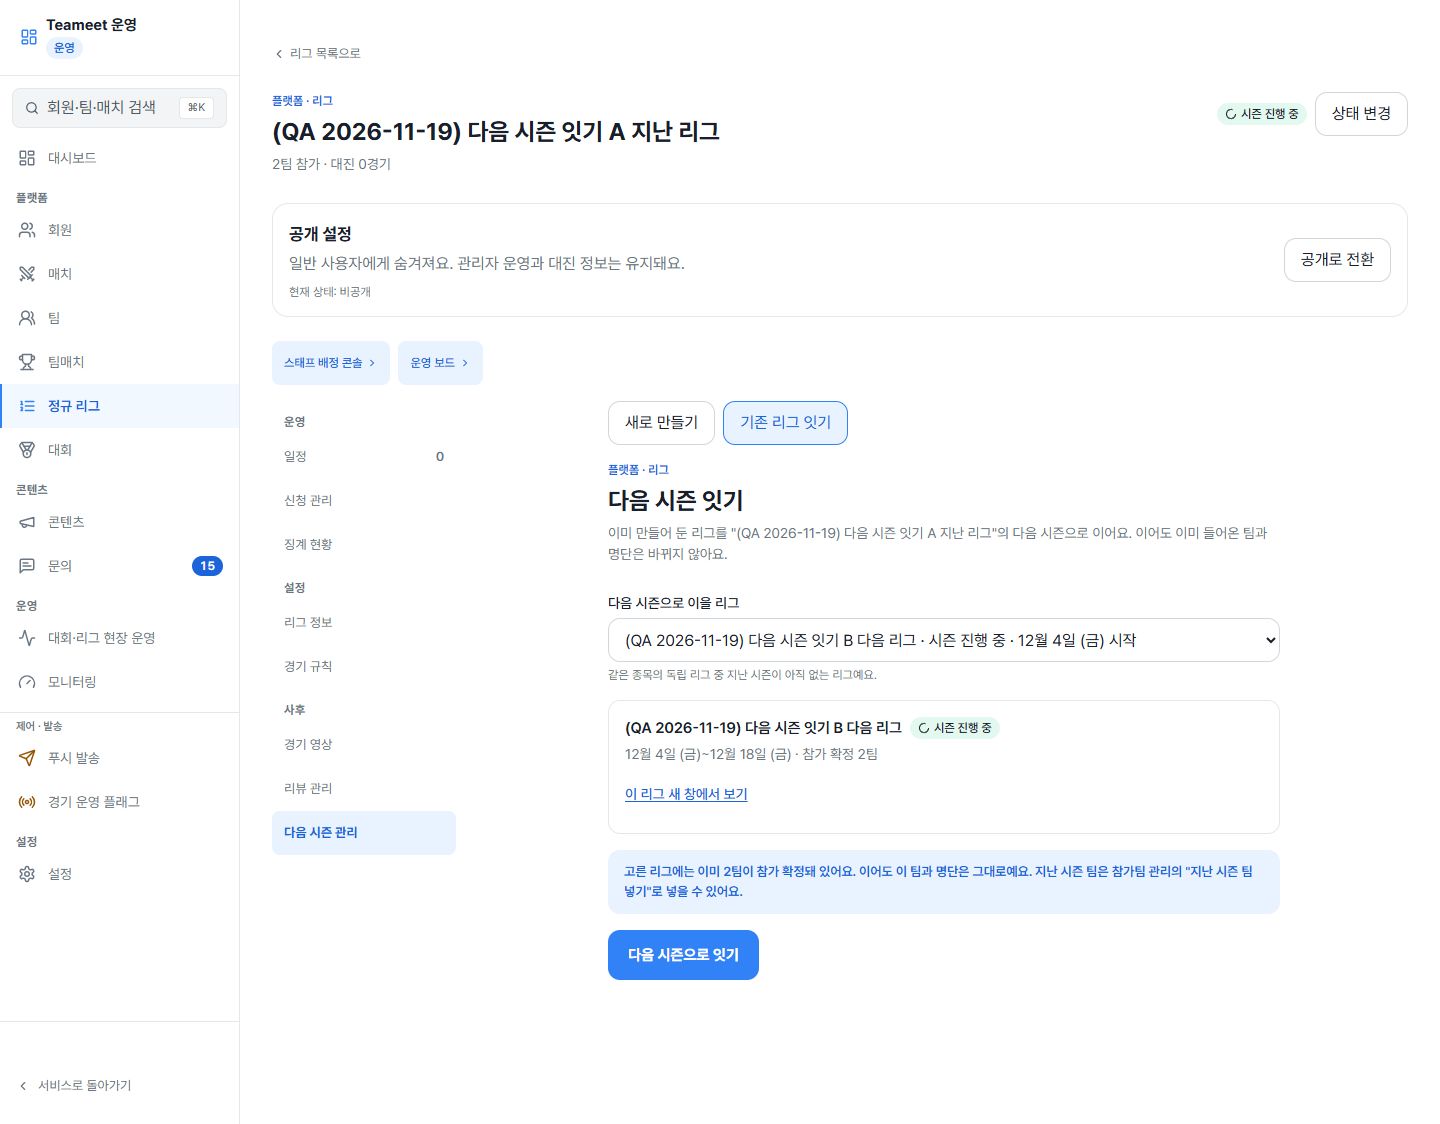 Teameet 운영
운영
회원·팀·매치 검색 ⌘K
대시보드
플랫폼
회원
매치
팀
팀매치
정규 리그
대회
콘텐츠
콘텐츠
문의 15
운영
대회·리그 현장 운영
모니터링
제어 · 발송
푸시 발송
경기 운영 플래그
설정
설정
서비스로 돌아가기
리그 목록으로
플랫폼 · 리그
(QA 2026-11-19) 다음 시즌 잇기 A 지난 리그
2팀 참가 · 대진 0경기
시즌 진행 중
상태 변경
공개 설정
일반 사용자에게 숨겨져요. 관리자 운영과 대진 정보는 유지돼요.
현재 상태: 비공개
공개로 전환
스태프 배정 콘솔
운영 보드
운영
일정 0
신청 관리
징계 현황
설정
리그 정보
경기 규칙
사후
경기 영상
리뷰 관리
다음 시즌 관리
새로 만들기
기존 리그 잇기
플랫폼 · 리그
다음 시즌 잇기
이미 만들어 둔 리그를 "(QA 2026-11-19) 다음 시즌 잇기 A 지난 리그"의 다음 시즌으로 이어요. 이어도 이미 들어온 팀과
명단은 바뀌지 않아요.
다음 시즌으로 이을 리그
(QA 2026-11-19) 다음 시즌 잇기 B 다음 리그 · 시즌 진행 중 · 12월 4일 (금) 시작
같은 종목의 독립 리그 중 지난 시즌이 아직 없는 리그예요.
(QA 2026-11-19) 다음 시즌 잇기 B 다음 리그 시즌 진행 중
12월 4일 (금)~12월 18일 (금) · 참가 확정 2팀
이 리그 새 창에서 보기
고른 리그에는 이미 2팀이 참가 확정돼 있어요. 이어도 이 팀과 명단은 그대로예요. 지난 시즌 팀은 참가팀 관리의 "지난 시즌 팀
넣기"로 넣을 수 있어요.
다음 시즌으로 잇기